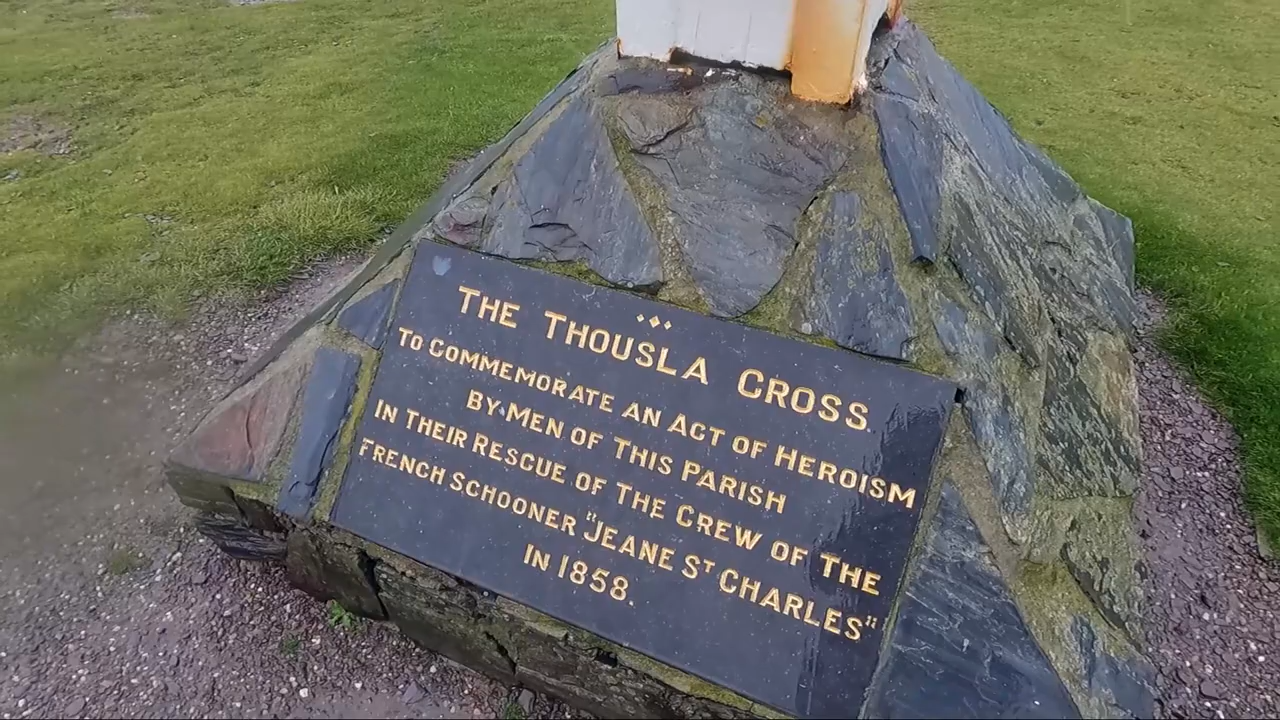 THE THOUSLA CROSS.
TO COMMEMORATE AN ACT OF HEROISM
BY MEN OF THIS PARISH
IN THEIR RESCUE OF THE CREW OF THE
FRENCH SCHOONER "JEANE ST CHARLES"
IN 1858.